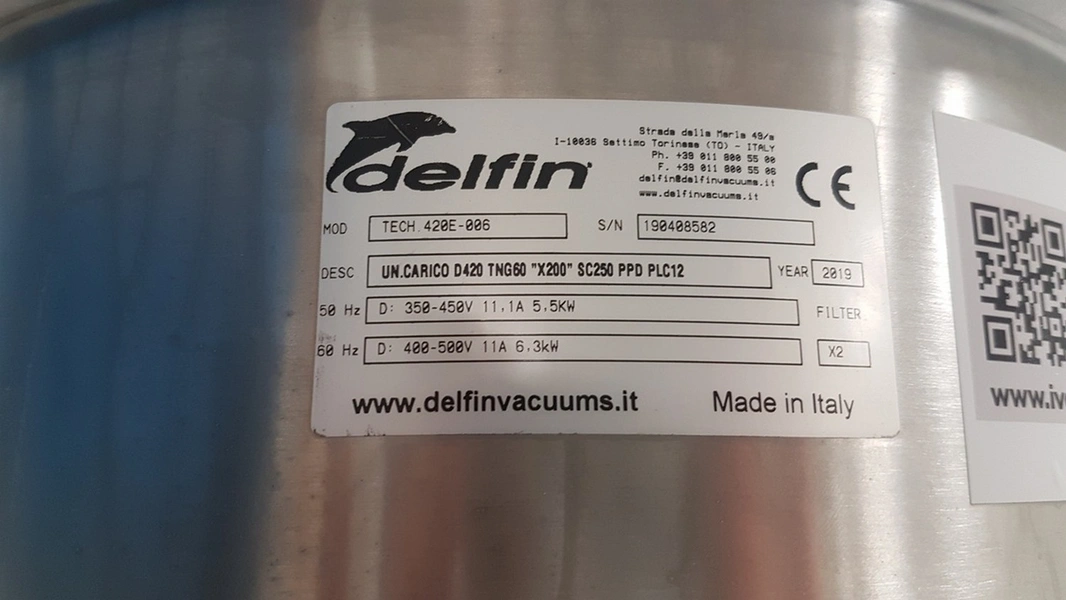 delfin
Strada della Merla 49/a
I-10036 Settimo Torinese (TO) - ITALY
Ph. +39 011 800 55 00
F. +39 011 800 55 06
delfin@delfinvacuums.it
www.delfinvacuums.it
CE
MOD TECH.420E-006 S/N 190408582
DESC UN.CARICO D420 TNG60 "X200" SC250 PPD PLC12 YEAR 2019
50 Hz D: 350-450V 11,1A 5,5KW FILTER
60 Hz D: 400-500V 11A 6,3kW X2
www.delfinvacuums.it Made in Italy